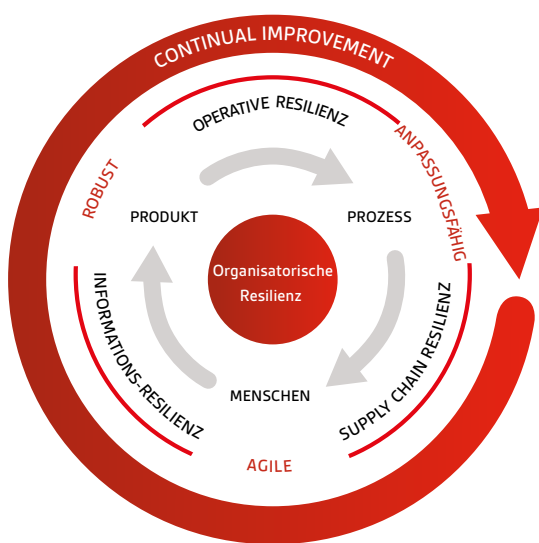 CONTINUAL IMPROVEMENT
OPERATIVE RESILIENZ
ROBUST
ANPASSUNGSFÄHIG
PRODUKT
PROZESS
Organisatorische
Resilienz
INFORMATIONS-RESILIENZ
SUPPLY CHAIN RESILIENZ
MENSCHEN
AGILE